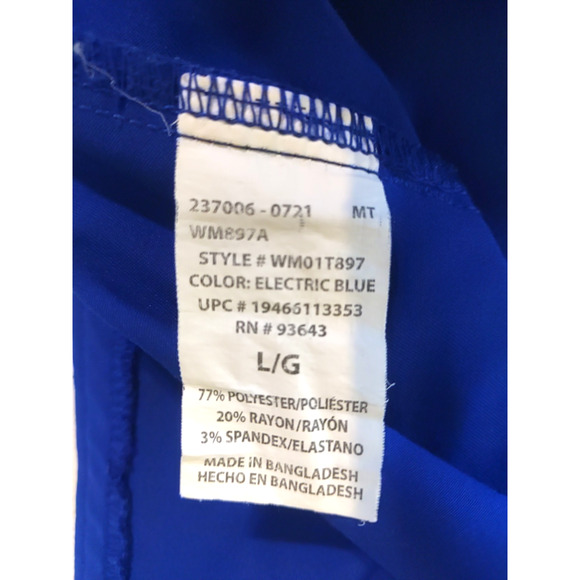 237006 - 0721 MT
WM897A
STYLE # WM01T897
COLOR: ELECTRIC BLUE
UPC # 19466113353
RN # 93643
L/G
77% POLYESTER/POLIÉSTER
20% RAYON/RAYÓN
3% SPANDEX/ELASTANO
MADE IN BANGLADESH
HECHO EN BANGLADESH